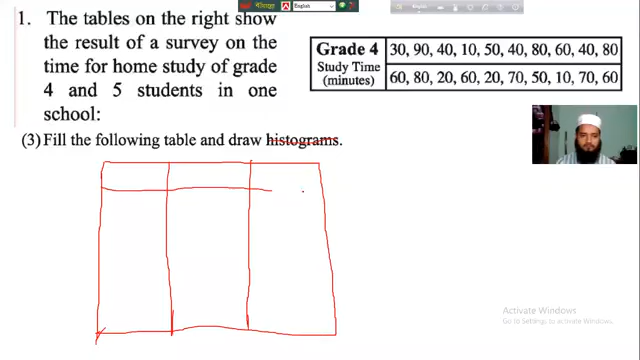 English
1. The tables on the right show
the result of a survey on the
time for home study of grade
4 and 5 students in one
school:
Grade 4 30, 90, 40, 10, 50, 40, 80, 60, 40, 80
Study Time
(minutes) 60, 80, 20, 60, 20, 70, 50, 10, 70, 60
(3) Fill the following table and draw histograms.
Activate Windows
Go to Settings to activate Windows.